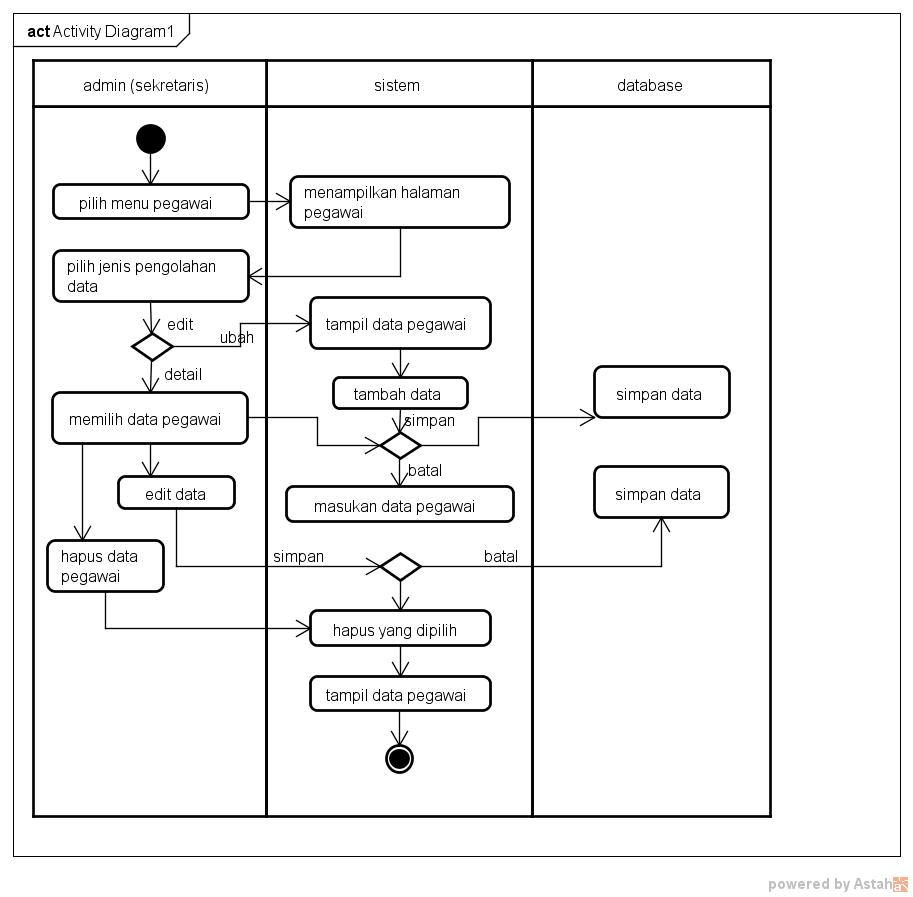 act Activity Diagram1
admin (sekretaris)
sistem
database
pilih menu pegawai
menampilkan halaman
pegawai
pilih jenis pengolahan
data
edit
ubah
tampil data pegawai
detail
tambah data
simpan data
memilih data pegawai
simpan
batal
edit data
masukan data pegawai
simpan data
hapus data
pegawai
simpan
batal
hapus yang dipilih
tampil data pegawai
powered by Astah